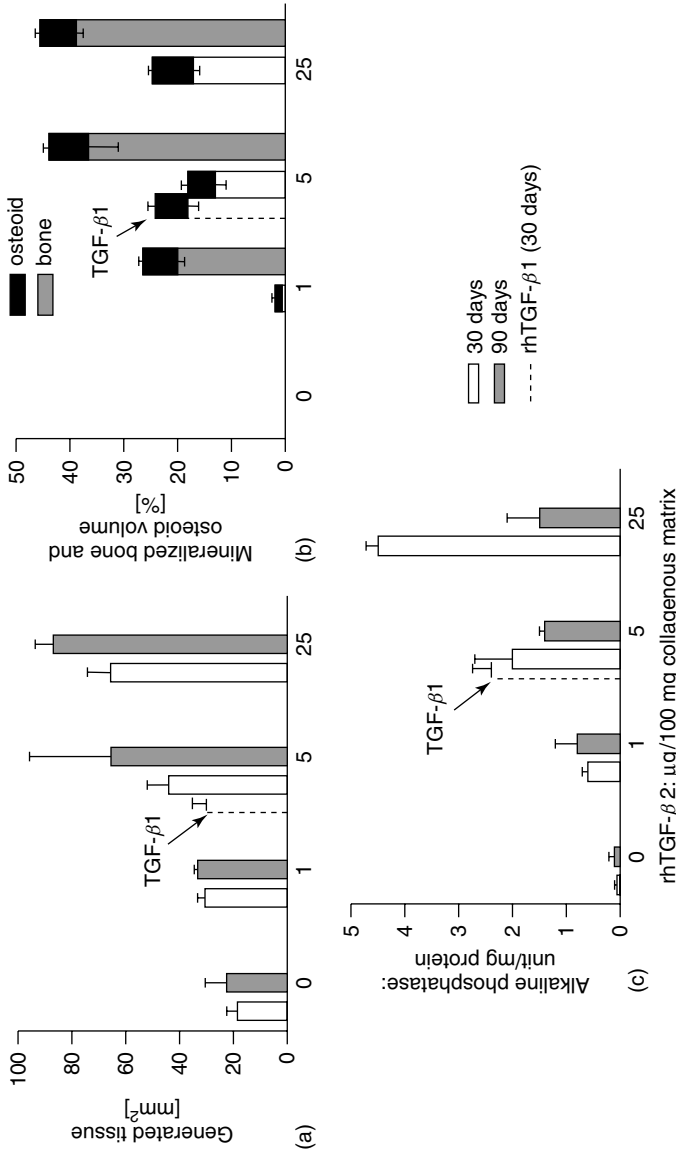 100
80
60
40
20
0
Generated tissue
[mm²]
TGF-β1
0
1
5
25
(a)
50
40
30
20
10
0
Mineralized bone and
osteoid volume
[%]
osteoid
bone
TGF-β1
0
1
5
25
(b)
5
4
3
2
1
0
Alkaline phosphatase:
unit/mg protein
TGF-β1
0
1
5
25
(c)
rhTGF-β 2: μg/100 mg collagenous matrix
30 days
90 days
rhTGF-β1 (30 days)